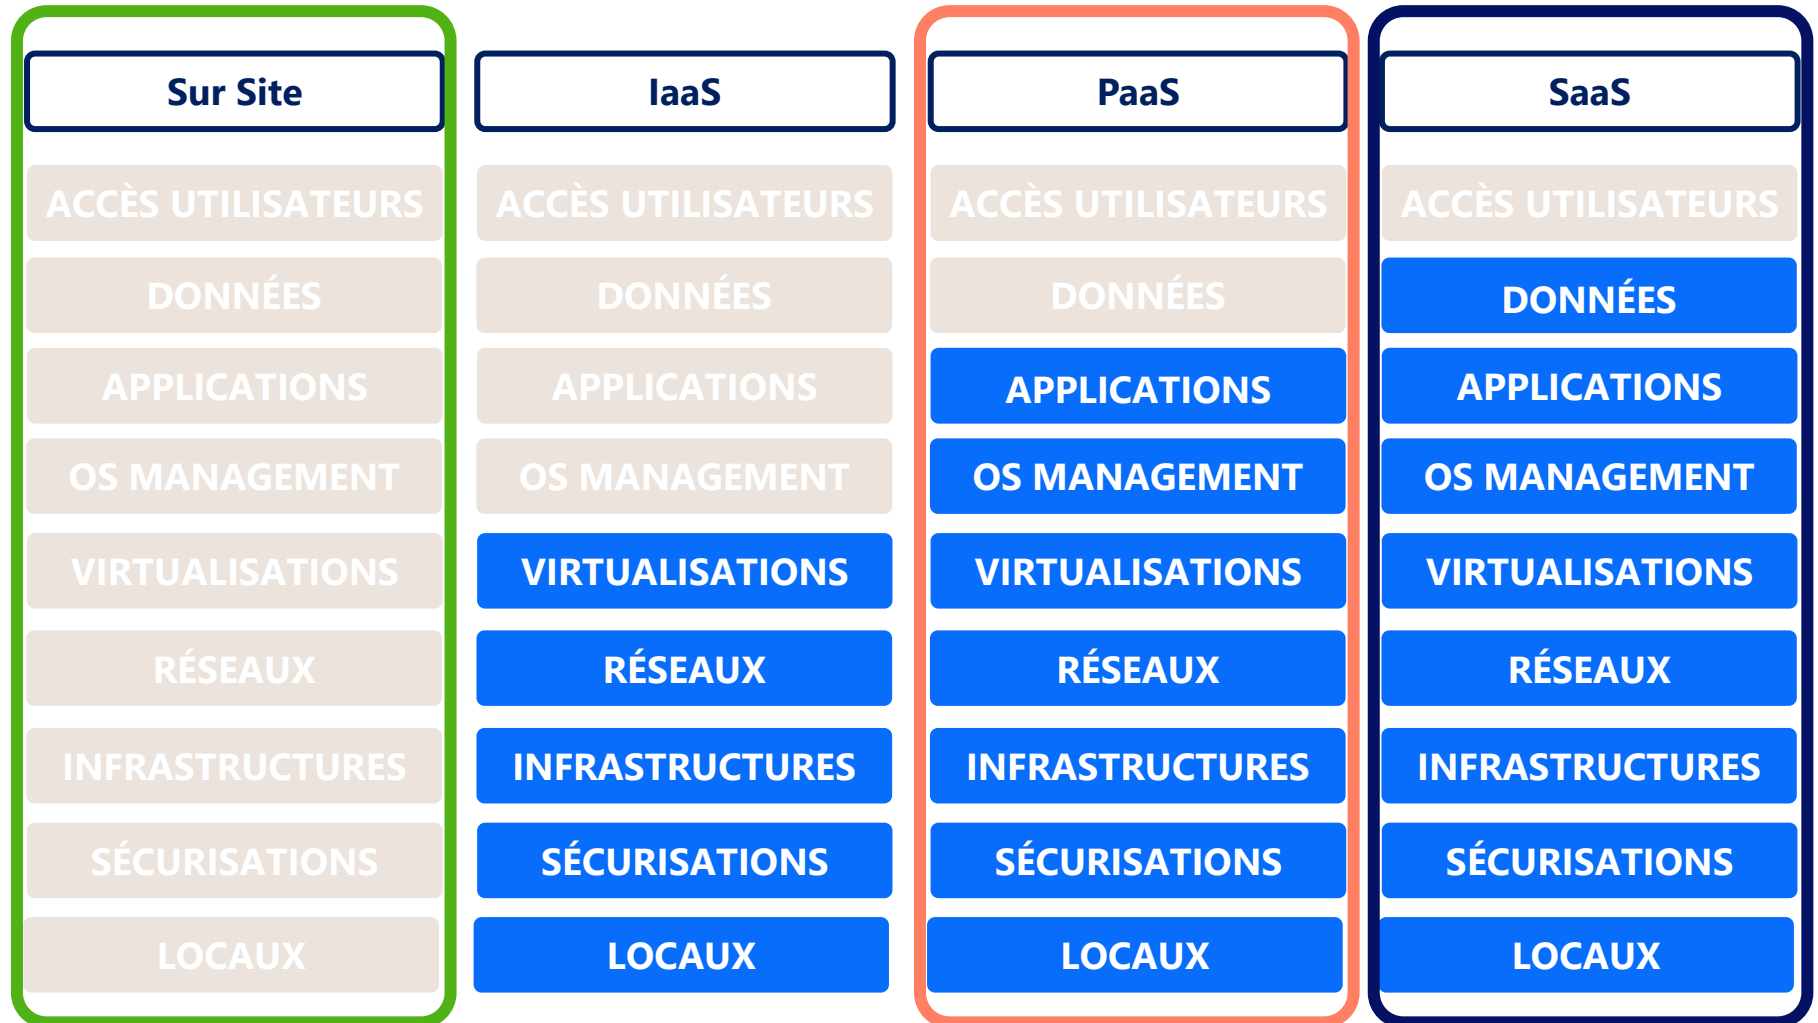 Sur Site
IaaS
PaaS
SaaS
ACCÈS UTILISATEURS
ACCÈS UTILISATEURS
ACCÈS UTILISATEURS
ACCÈS UTILISATEURS
DONNÉES
DONNÉES
DONNÉES
DONNÉES
APPLICATIONS
APPLICATIONS
APPLICATIONS
APPLICATIONS
OS MANAGEMENT
OS MANAGEMENT
OS MANAGEMENT
OS MANAGEMENT
VIRTUALISATIONS
VIRTUALISATIONS
VIRTUALISATIONS
VIRTUALISATIONS
RÉSEAUX
RÉSEAUX
RÉSEAUX
RÉSEAUX
INFRASTRUCTURES
INFRASTRUCTURES
INFRASTRUCTURES
INFRASTRUCTURES
SÉCURISATIONS
SÉCURISATIONS
SÉCURISATIONS
SÉCURISATIONS
LOCAUX
LOCAUX
LOCAUX
LOCAUX